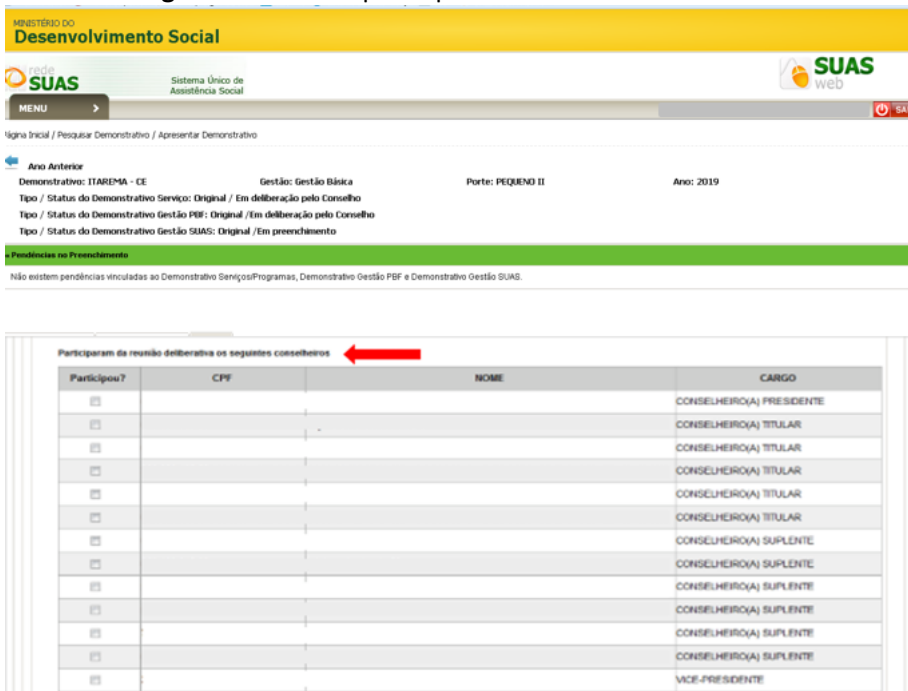 MINISTÉRIO DO
Desenvolvimento Social
rede
SUAS
Sistema Único de
Assistência Social
SUAS
web
MENU >
Página Inicial / Pesquisar Demonstrativo / Apresentar Demonstrativo
Ano Anterior
Demonstrativo: ITAREMA - CE Gestão: Gestão Básica Porte: PEQUENO II Ano: 2019
Tipo / Status do Demonstrativo Serviço: Original / Em deliberação pelo Conselho
Tipo / Status do Demonstrativo Gestão PBF: Original /Em deliberação pelo Conselho
Tipo / Status do Demonstrativo Gestão SUAS: Original /Em preenchimento
» Pendências no Preenchimento
Não existem pendências vinculadas ao Demonstrativo Serviços/Programas, Demonstrativo Gestão PBF e Demonstrativo Gestão SUAS.
Participaram da reunião deliberativa os seguintes conselheiros
Participou? CPF NOME CARGO
CONSELHEIRO(A) PRESIDENTE
CONSELHEIRO(A) TITULAR
CONSELHEIRO(A) TITULAR
CONSELHEIRO(A) TITULAR
CONSELHEIRO(A) TITULAR
CONSELHEIRO(A) TITULAR
CONSELHEIRO(A) SUPLENTE
CONSELHEIRO(A) SUPLENTE
CONSELHEIRO(A) SUPLENTE
CONSELHEIRO(A) SUPLENTE
CONSELHEIRO(A) SUPLENTE
CONSELHEIRO(A) SUPLENTE
VICE-PRESIDENTE